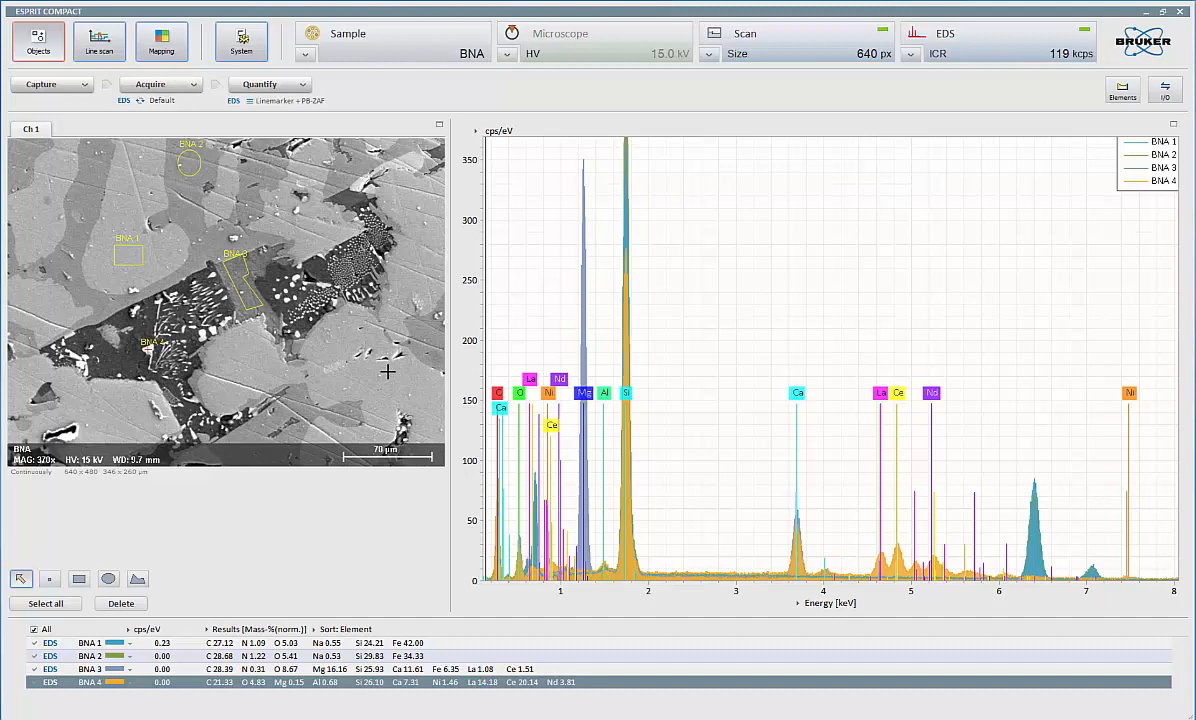 ESPRIT COMPACT
Objects
Line scan
Mapping
System
Sample
BNA
Microscope
HV 15.0 kV
Scan
Size 640 px
EDS
ICR 119 kcps
BRUKER
Capture
Acquire
Quantify
EDS Default
EDS Linemarker + PB-ZAF
Elements
I/O
Ch 1
BNA 2
BNA 1
BNA 3
BNA 4
BNA
MAG: 370x HV: 15 kV WD: 9.7 mm
70 µm
Continuously 640 x 480 346 x 260 µm
cps/eV
BNA 1
BNA 2
BNA 3
BNA 4
350
300
250
200
150
100
50
0
La Nd
C O Ni Mg Al Si Ca La Ce Nd Ni
Ca
Ce
1 2 3 4 5 6 7 8
Energy [keV]
Select all
Delete
All cps/eV Results [Mass-%(norm.)] Sort: Element
EDS BNA 1 0.23 C 27.12 N 1.09 O 5.03 Na 0.55 Si 24.21 Fe 42.00
EDS BNA 2 0.00 C 28.68 N 1.22 O 5.41 Na 0.53 Si 29.83 Fe 34.33
EDS BNA 3 0.00 C 28.39 N 0.31 O 8.67 Mg 16.16 Si 25.93 Ca 11.61 Fe 6.35 La 1.08 Ce 1.51
EDS BNA 4 0.00 C 21.33 O 4.83 Mg 0.15 Al 0.68 Si 26.10 Ca 7.31 Ni 1.46 La 14.18 Ce 20.14 Nd 3.81